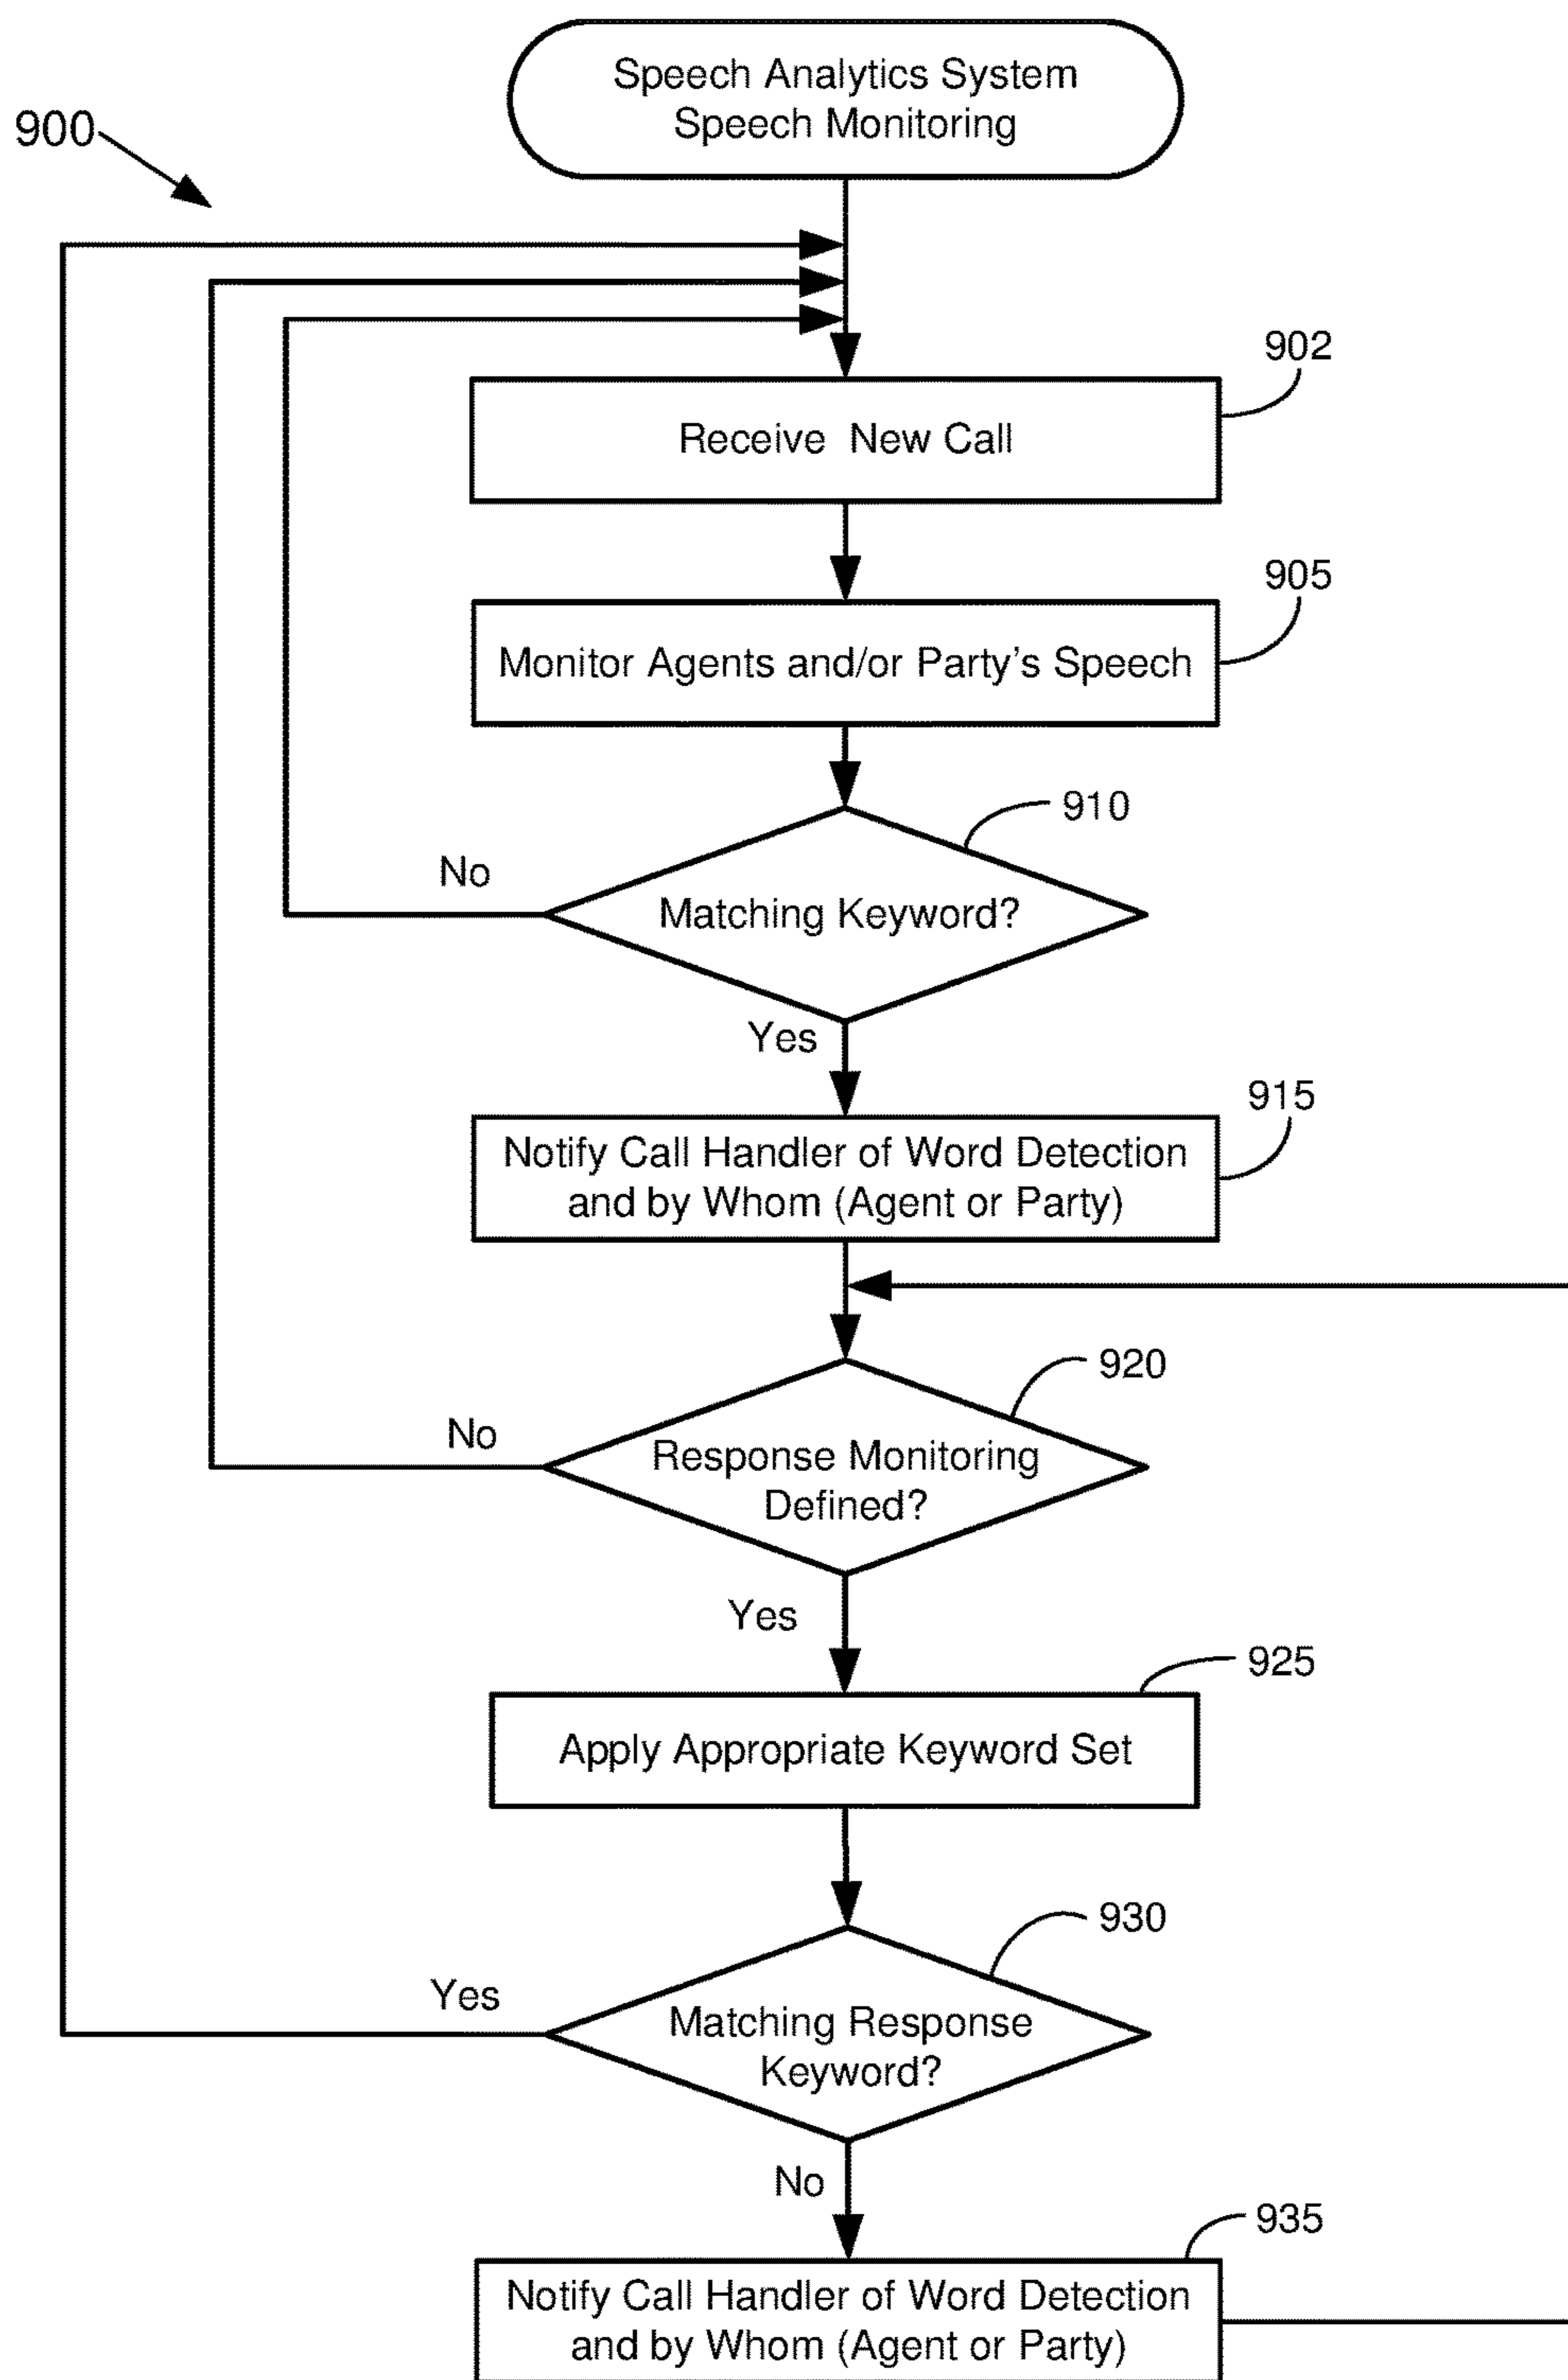 Speech Analytics System
Speech Monitoring
900
902
Receive New Call
905
Monitor Agents and/or Party's Speech
910
No
Matching Keyword?
Yes
915
Notify Call Handler of Word Detection
and by Whom (Agent or Party)
920
No
Response Monitoring
Defined?
Yes
925
Apply Appropriate Keyword Set
930
Yes
Matching Response
Keyword?
No
935
Notify Call Handler of Word Detection
and by Whom (Agent or Party)